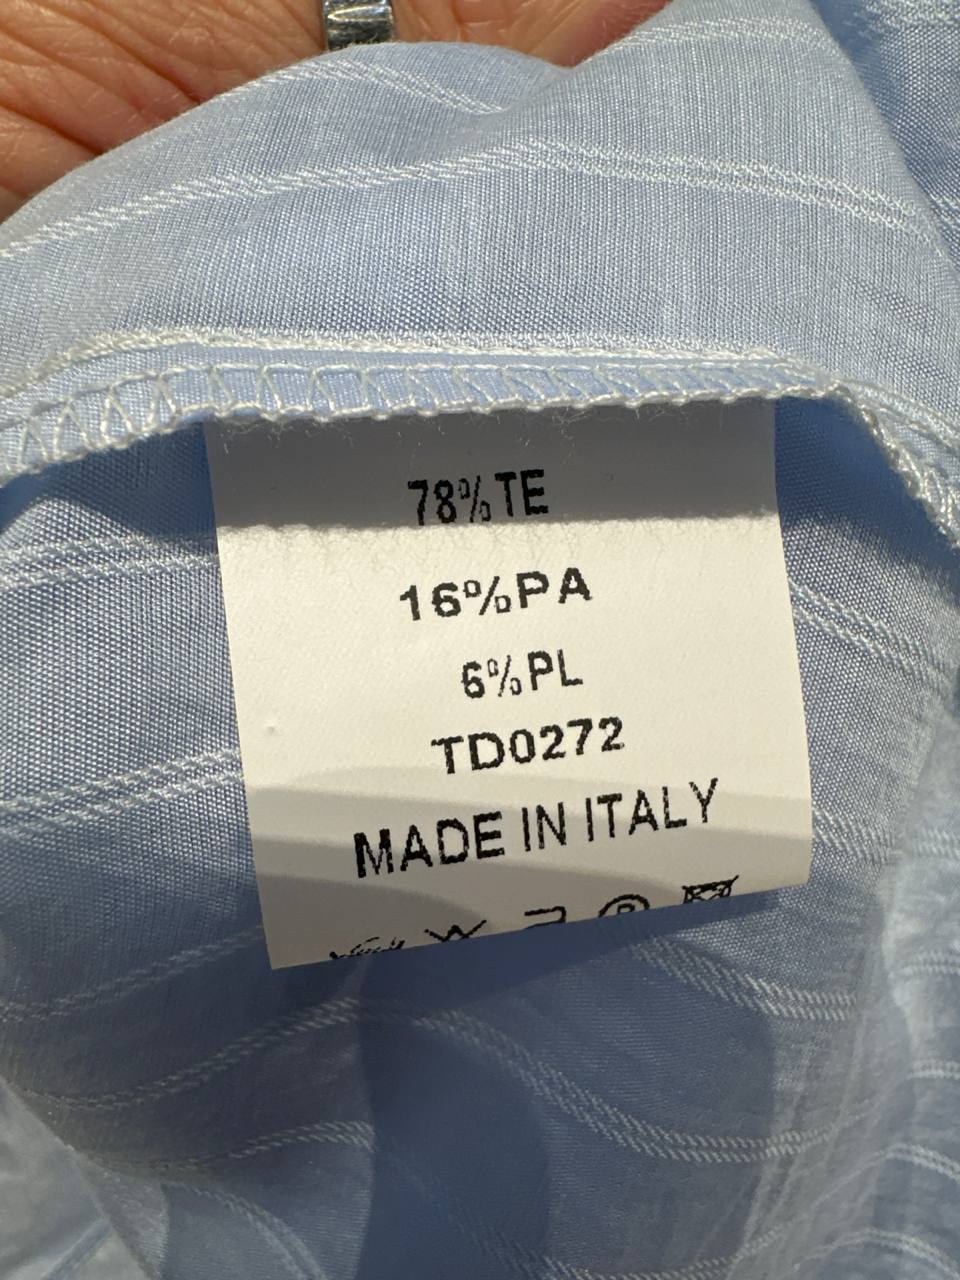 78%TE
16%PA
6%PL
TD0272
MADE IN ITALY